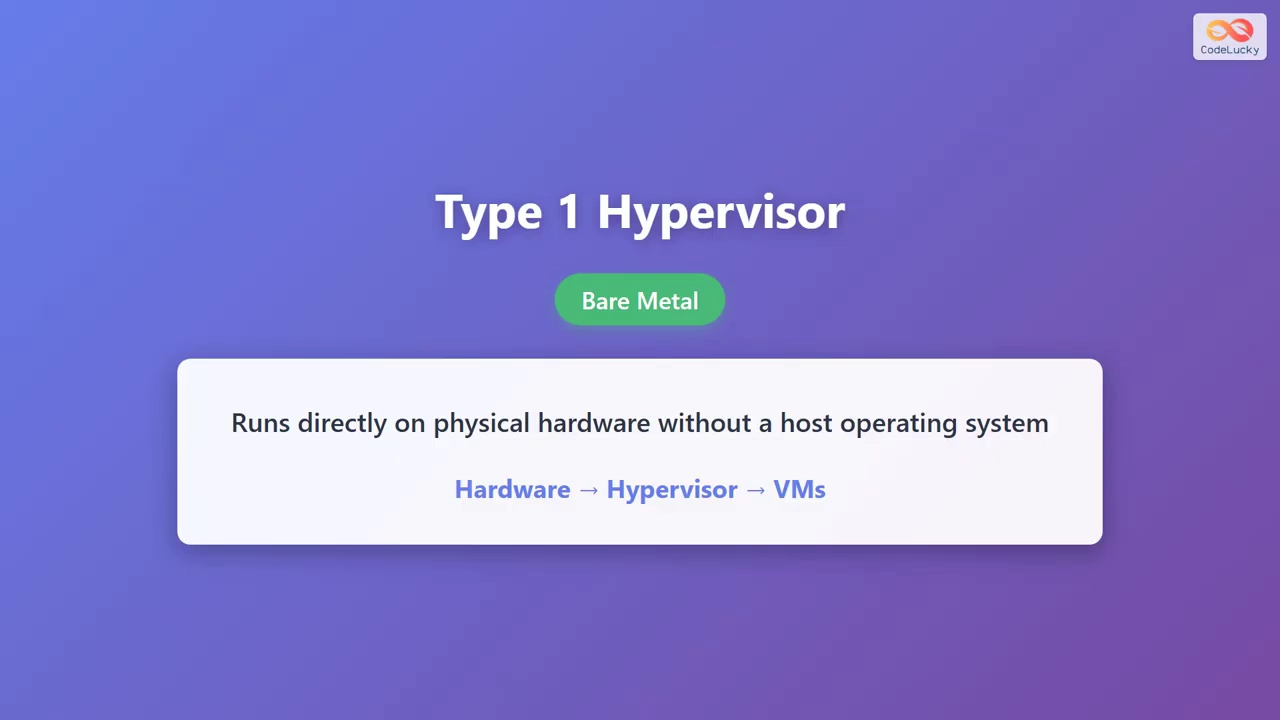 CodeLucky
Type 1 Hypervisor
Bare Metal
Runs directly on physical hardware without a host operating system
Hardware → Hypervisor → VMs